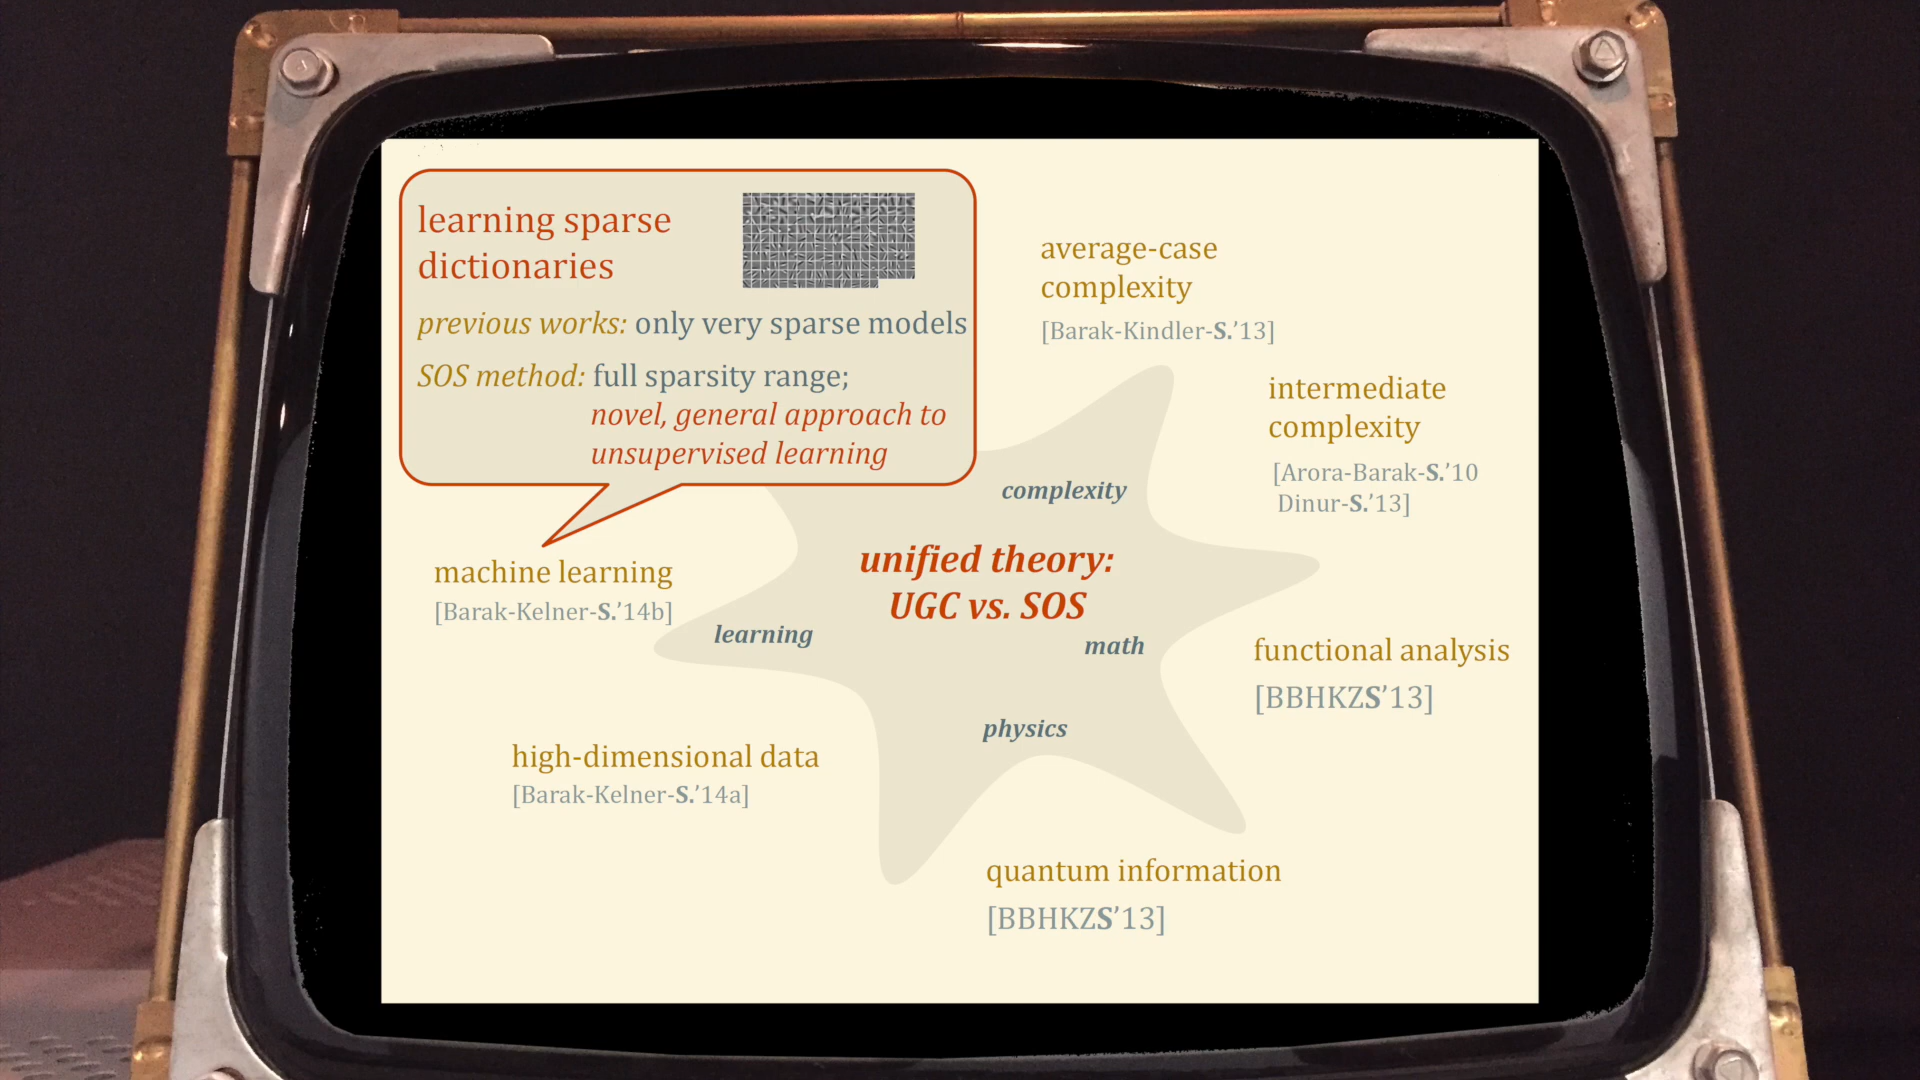 learning sparse
dictionaries
previous works: only very sparse models
SOS method: full sparsity range;
novel, general approach to
unsupervised learning
average-case
complexity
[Barak-Kindler-S.’13]
intermediate
complexity
[Arora-Barak-S.’10
Dinur-S.’13]
complexity
unified theory:
UGC vs. SOS
machine learning
[Barak-Kelner-S.’14b]
learning
math
functional analysis
[BBHKZS’13]
physics
high-dimensional data
[Barak-Kelner-S.’14a]
quantum information
[BBHKZS’13]